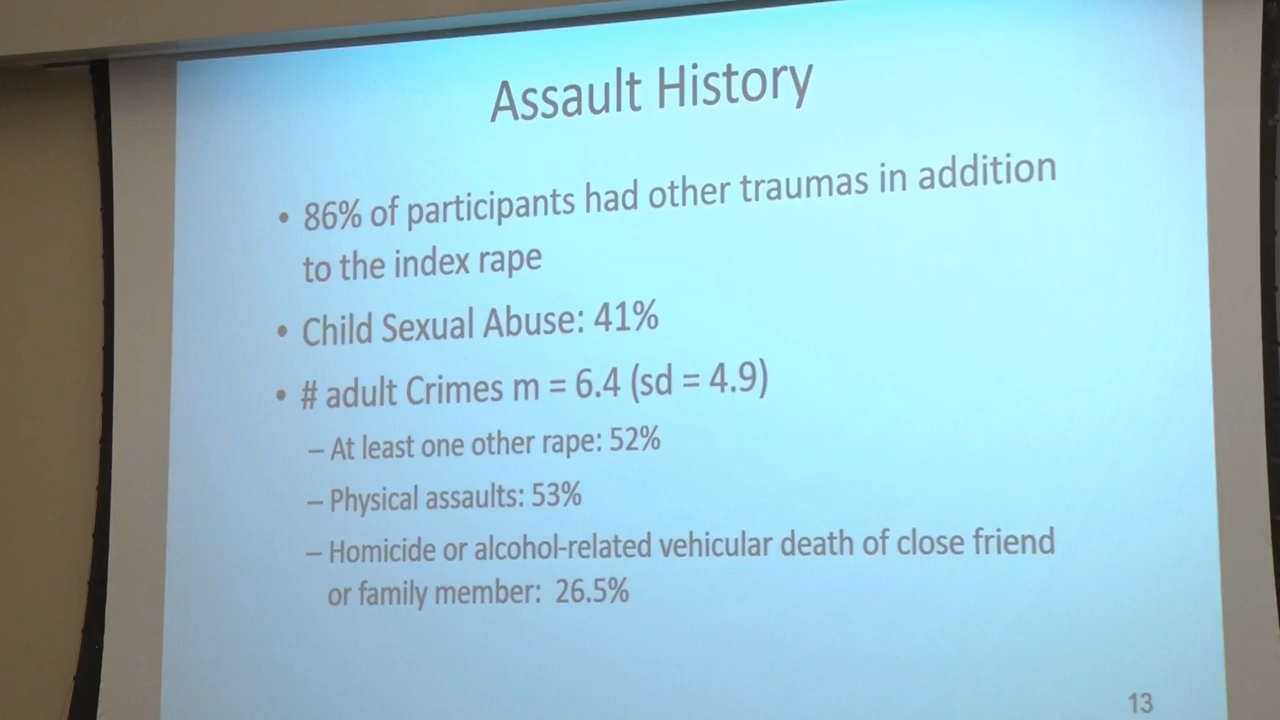 Assault History
• 86% of participants had other traumas in addition
to the index rape
• Child Sexual Abuse: 41%
• # adult Crimes m = 6.4 (sd = 4.9)
– At least one other rape: 52%
– Physical assaults: 53%
– Homicide or alcohol-related vehicular death of close friend
or family member: 26.5%
13